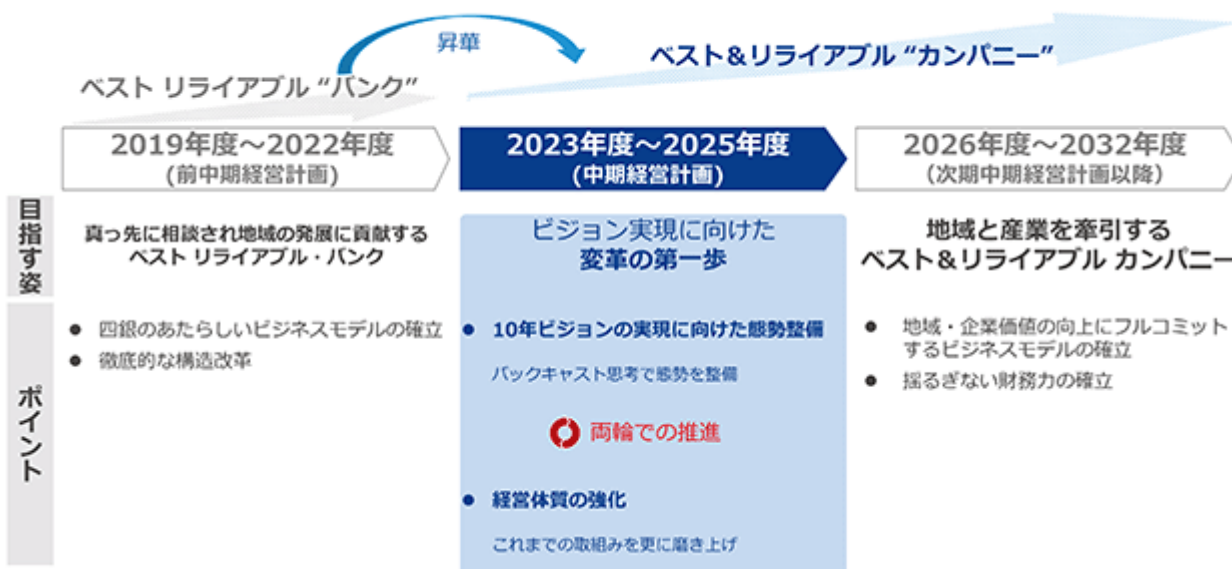 昇華
ベスト リライアブル “バンク”
ベスト＆リライアブル “カンパニー”
2019年度～2022年度
(前中期経営計画)
2023年度～2025年度
(中期経営計画)
2026年度～2032年度
（次期中期経営計画以降）
目指す姿
真っ先に相談され地域の発展に貢献する
ベスト リライアブル・バンク
ビジョン実現に向けた
変革の第一歩
地域と産業を牽引する
ベスト＆リライアブル カンパニー
ポイント
● 四銀のあたらしいビジネスモデルの確立
● 徹底的な構造改革
● 10年ビジョンの実現に向けた態勢整備
バックキャスト思考で態勢を整備
両輪での推進
● 経営体質の強化
これまでの取組みを更に磨き上げ
● 地域・企業価値の向上にフルコミット
するビジネスモデルの確立
● 揺るぎない財務力の確立